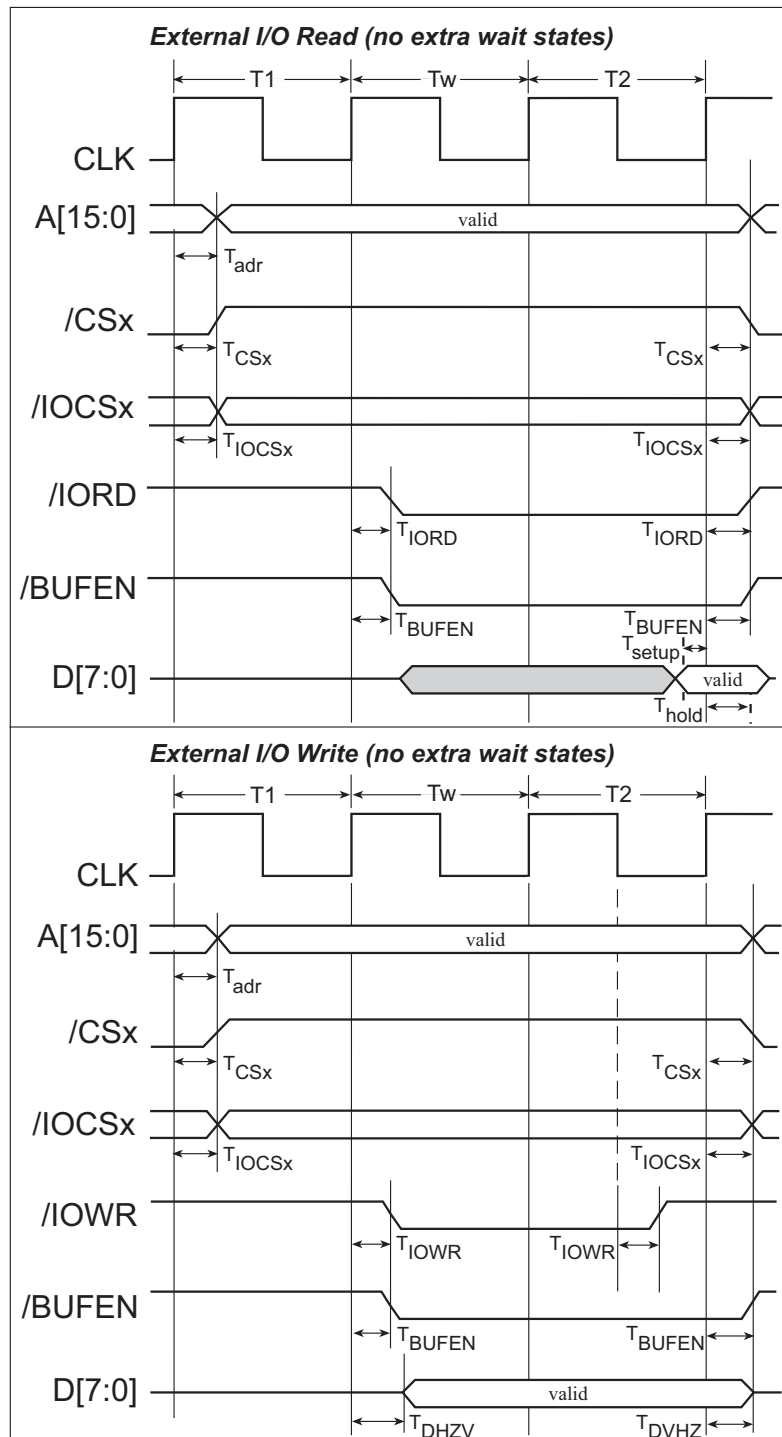 External I/O Read (no extra wait states)
T1 Tw T2
CLK
A[15:0] valid
Tadr
/CSx
TCSx TCSx
/IOCSx
TIOCSx TIOCSx
/IORD
TIORD TIORD
/BUFEN
TBUFEN TBUFEN
Tsetup
D[7:0] valid
Thold
External I/O Write (no extra wait states)
T1 Tw T2
CLK
A[15:0] valid
Tadr
/CSx
TCSx TCSx
/IOCSx
TIOCSx TIOCSx
/IOWR
TIOWR TIOWR
/BUFEN
TBUFEN TBUFEN
D[7:0] valid
TDHZV TDVHZ